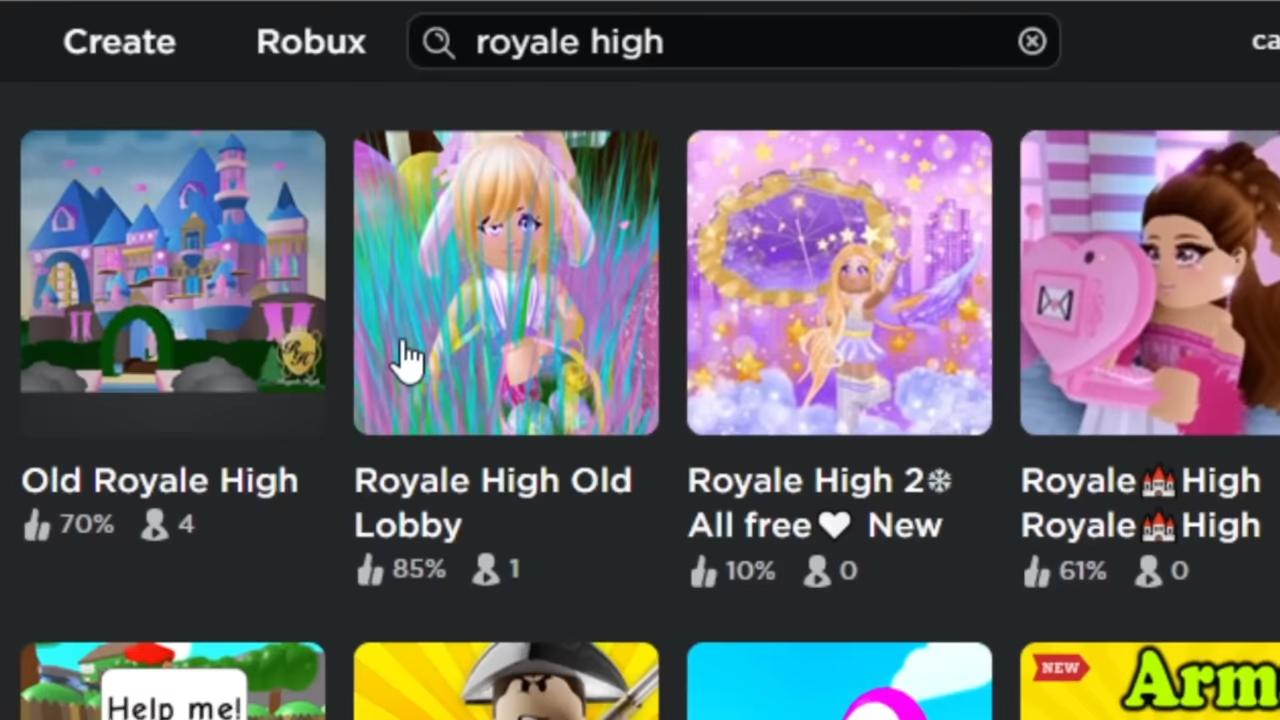 Create
Robux
royale high
ca
Old Royale High
70%
4
Royale High Old
Lobby
85%
1
Royale High 2❄
All free🤍 New
10%
0
Royale🏰High
Royale🏰High
61%
0
Help me!
NEW
Arm